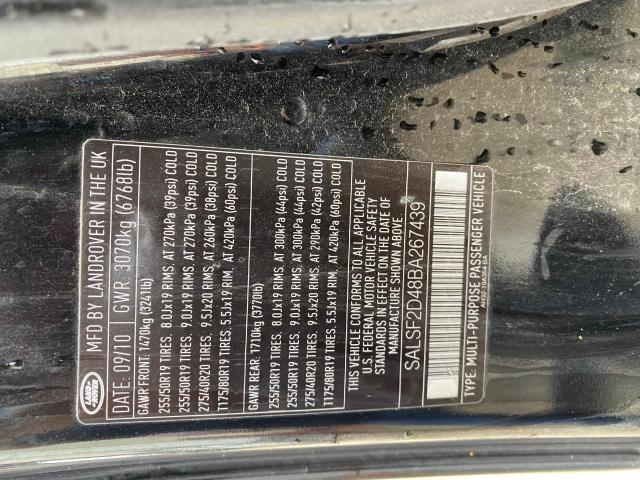 MFD BY LANDROVER IN THE UK
09/10 GWR: 3070kg (6768lb)
GAWR FRONT: 1470kg (3241lb)
255/50R19 TIRES, 8.0Jx19 RIMS, AT 270kPa (39psi) COLD
255/50R19 TIRES, 9.0Jx19 RIMS, AT 270kPa (39psi) COLD
275/40R20 TIRES, 9.5Jx20 RIMS, AT 260kPa (38psi) COLD
T175/80R19 TIRES, 5.5Jx19 RIM, AT 420kPa (60psi) COLD
GAWR REAR: 1710kg (3770lb)
255/50R19 TIRES, 8.0Jx19 RIMS, AT 300kPa (44psi) COLD
255/50R19 TIRES, 9.0Jx19 RIMS, AT 300kPa (44psi) COLD
275/40R20 TIRES, 9.5Jx20 RIMS, AT 290kPa (42psi) COLD
T175/80R19 TIRES, 5.5Jx19 RIM, AT 420kPa (60psi) COLD
THIS VEHICLE CONFORMS TO ALL APPLICABLE
U.S. FEDERAL MOTOR VEHICLE SAFETY
STANDARDS IN EFFECT ON THE DATE OF
MANUFACTURE SHOWN ABOVE.
SALSF2D48BA267439
TYPE: MULTI-PURPOSE PASSENGER VEHICLE
LAND ROVER